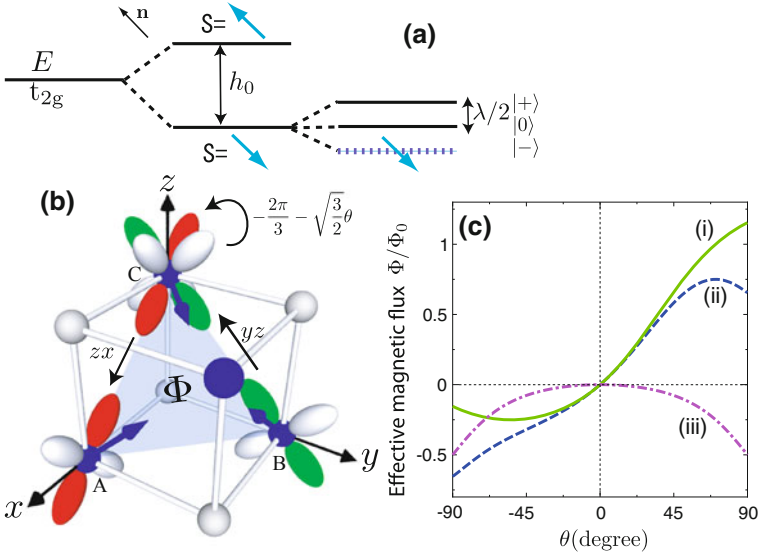 n
S=
(a)
E
t₂g
h₀
λ/2
|+⟩
|0⟩
|−⟩
S=
(b)
z
−2π/3 − √(3/2)θ
C
zx
yz
Φ
A
B
x
y
(c)
(i)
(ii)
(iii)
Effective magnetic flux Φ/Φ₀
1
0.5
0
-0.5
-90
-45
0
45
90
θ(degree)